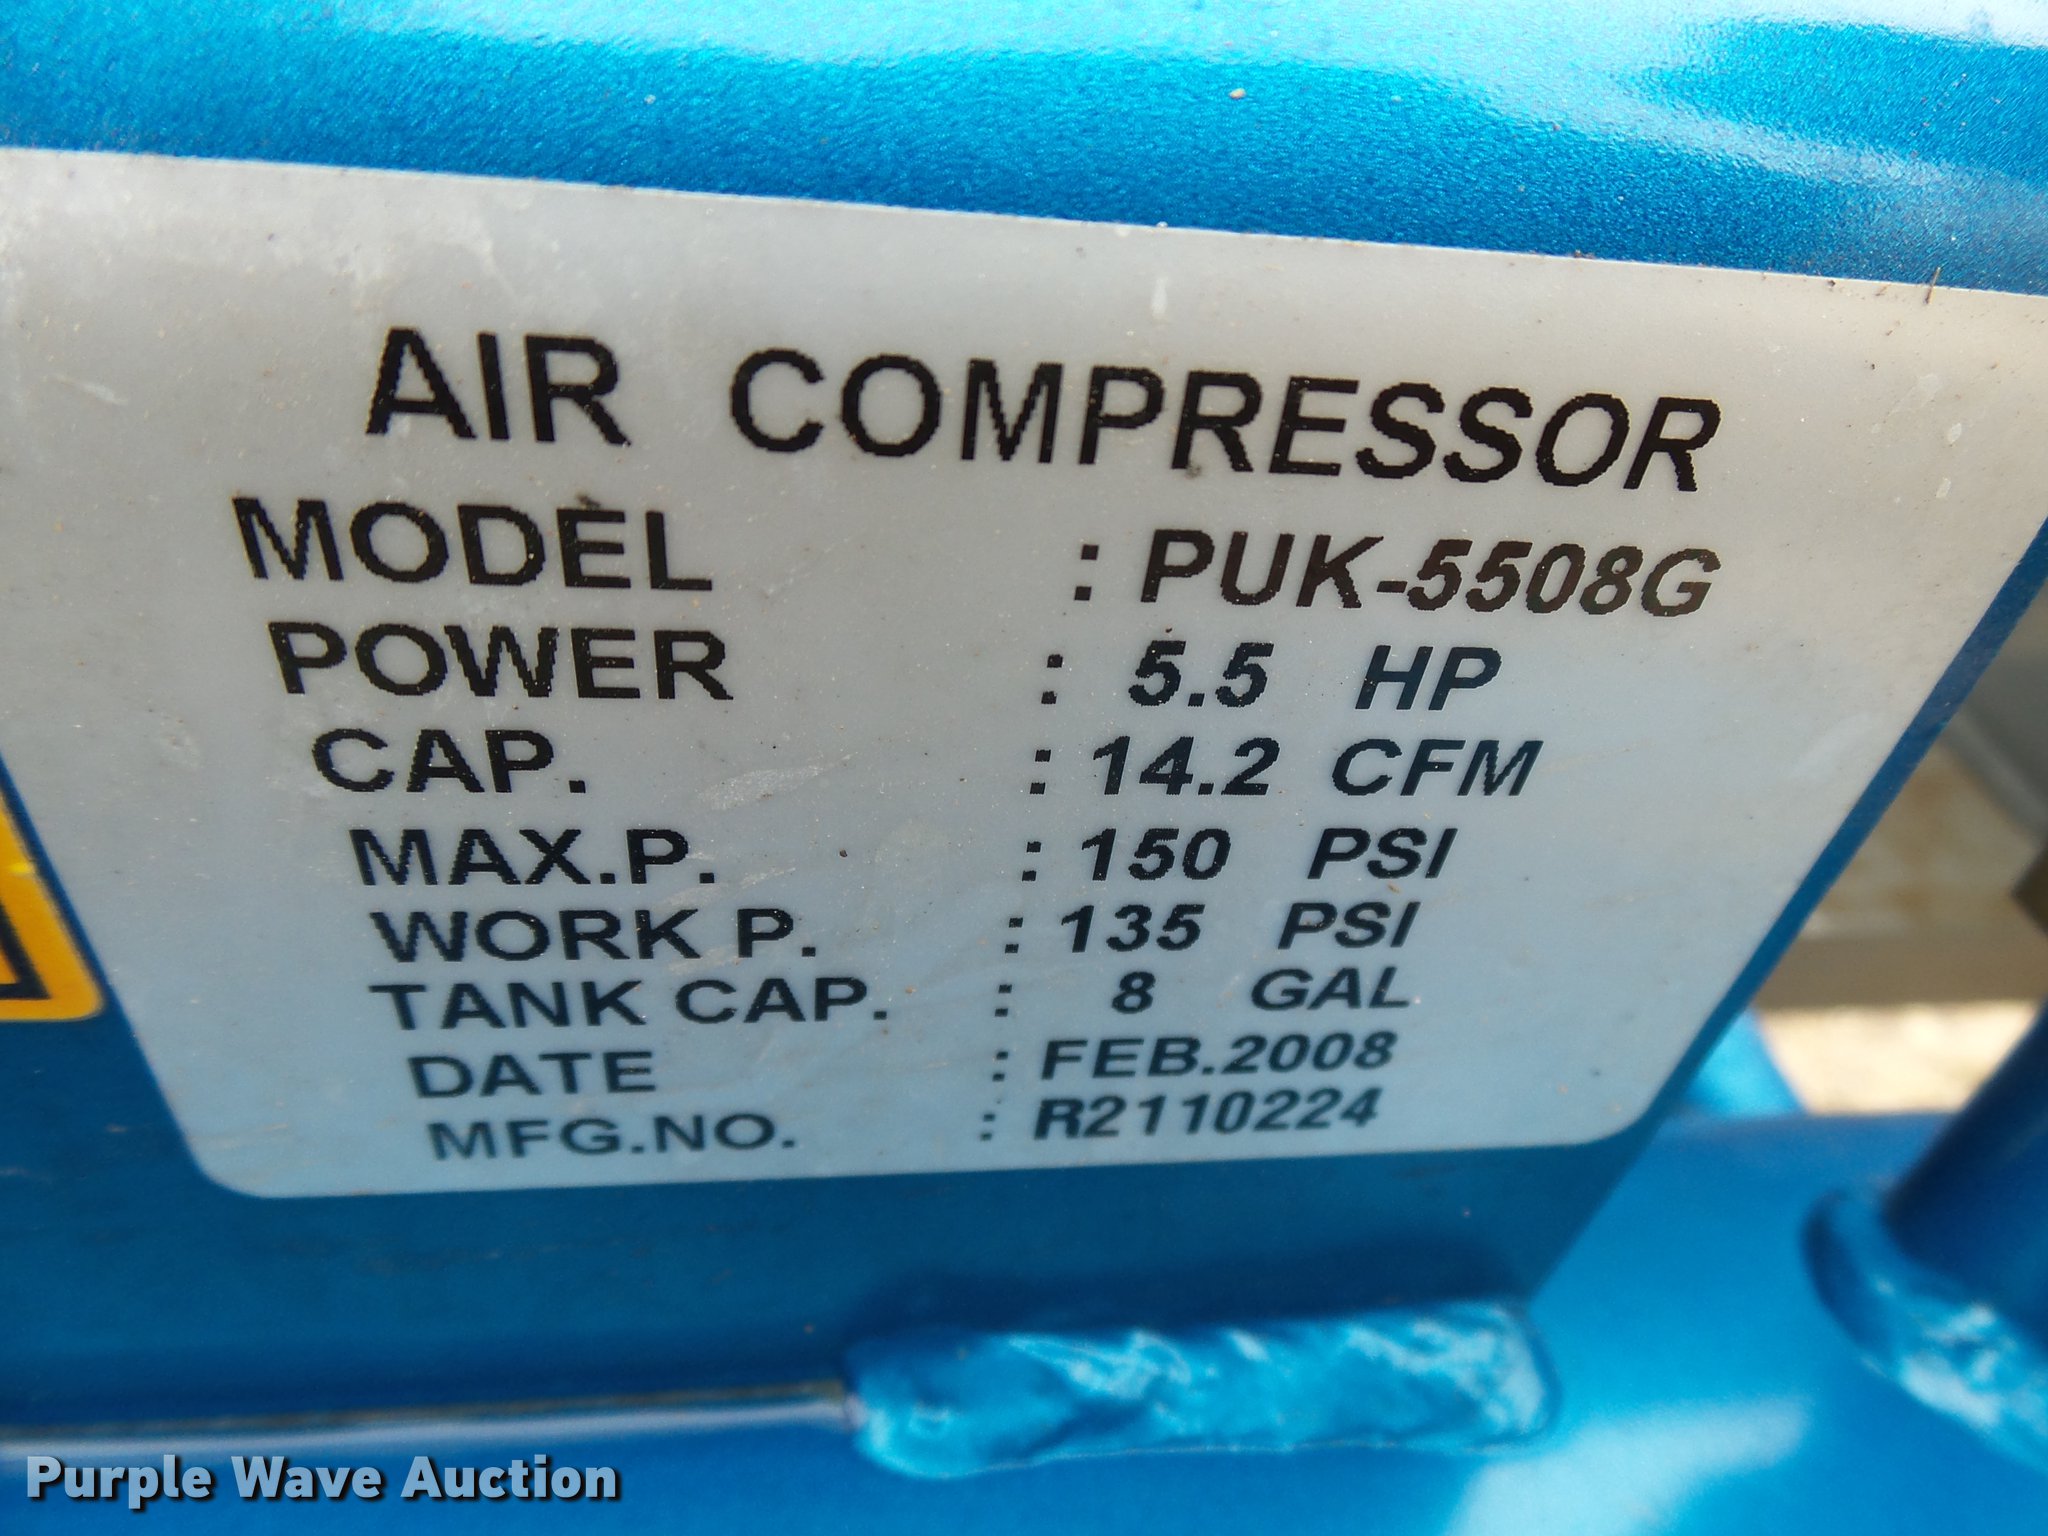 AIR COMPRESSOR
MODEL : PUK-5508G
POWER : 5.5 HP
CAP. : 14.2 CFM
MAX.P. : 150 PSI
WORK P. : 135 PSI
TANK CAP. : 8 GAL
DATE : FEB.2008
MFG.NO. : R2110224
Purple Wave Auction